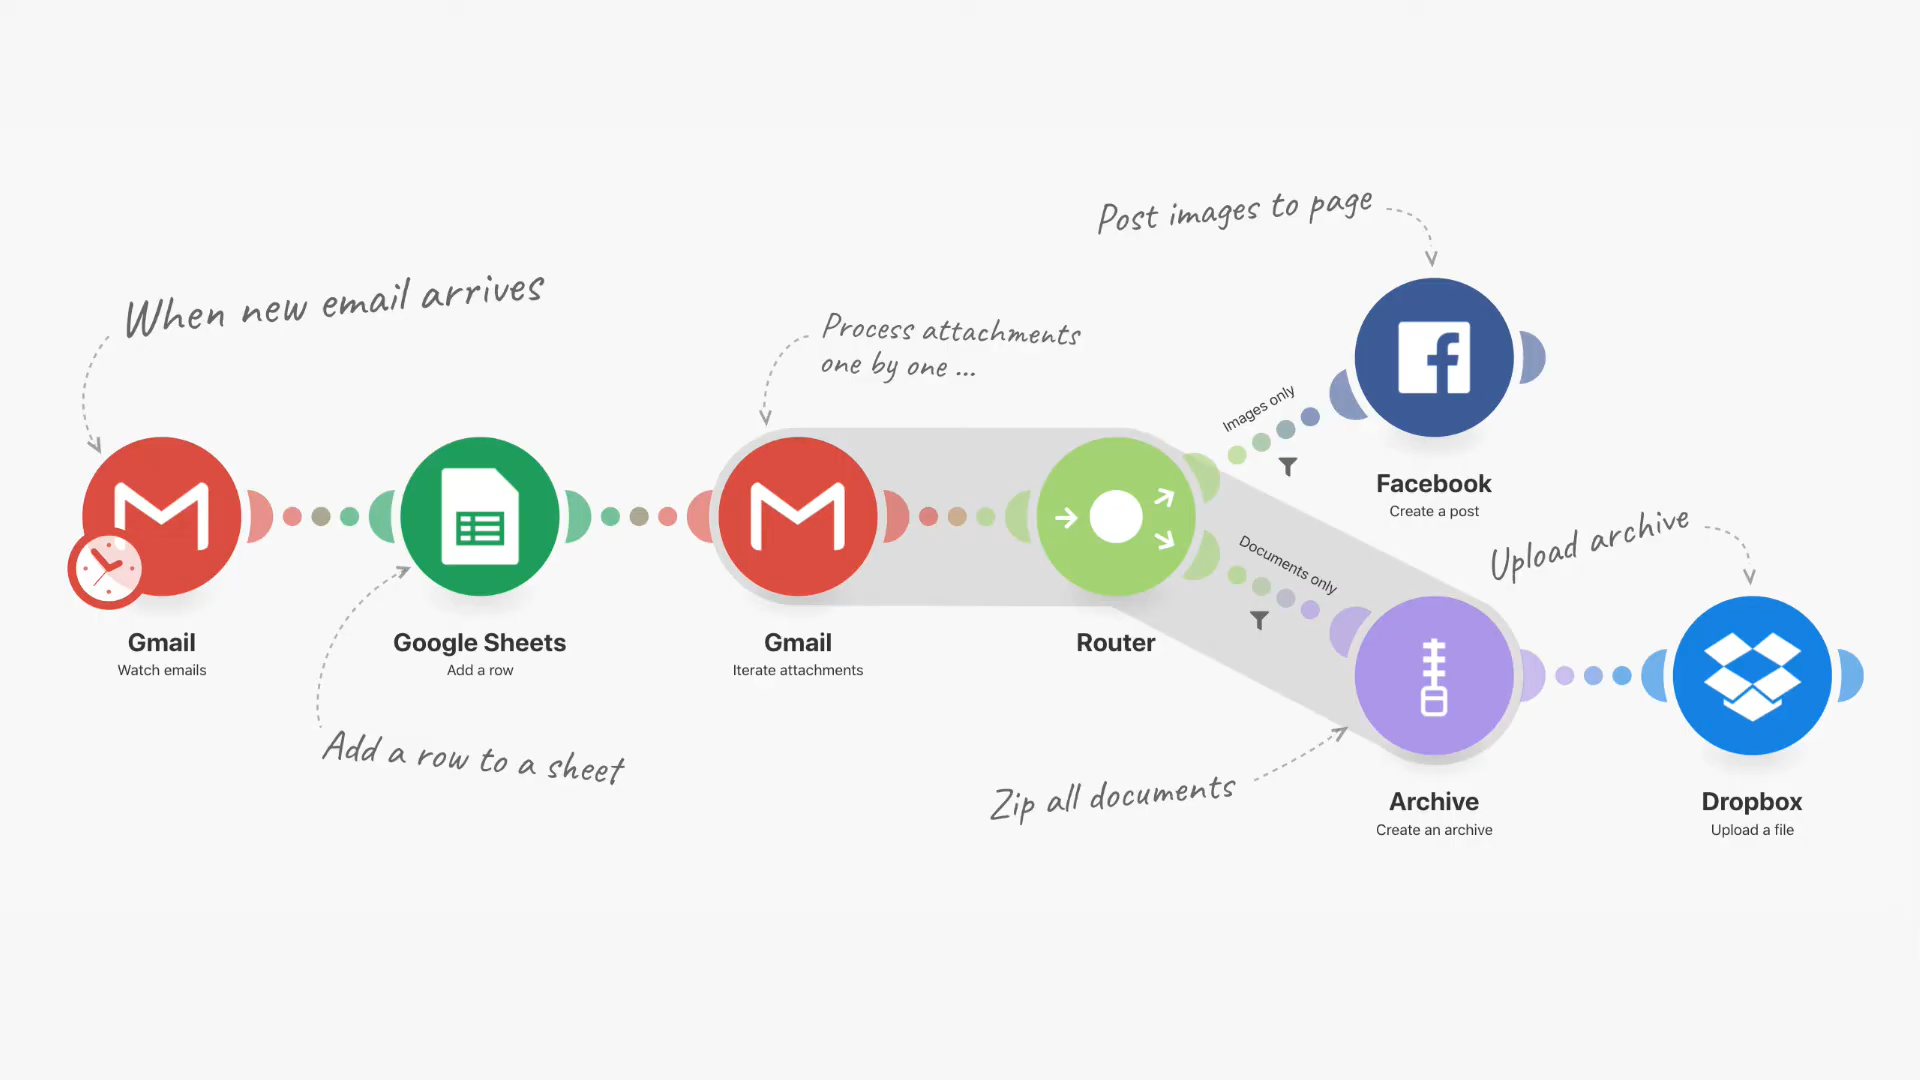 Post images to page
When new email arrives
Process attachments
one by one ...
Images only
Facebook
Create a post
Upload archive
Documents only
Gmail
Watch emails
Google Sheets
Add a row
Gmail
Iterate attachments
Router
Add a row to a sheet
Zip all documents
Archive
Create an archive
Dropbox
Upload a file